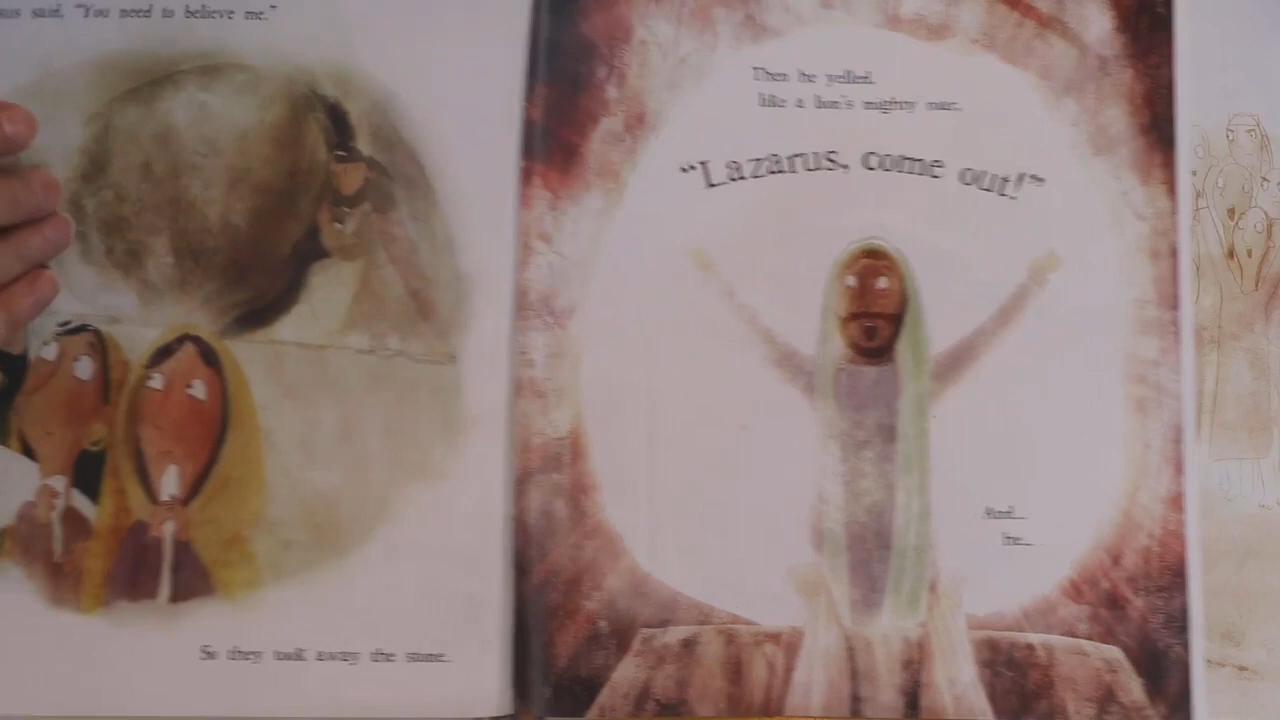 sus said, "You need to believe me."
So they took away the stone.
Then he yelled,
like a lion's mighty roar,
"Lazarus, come out!"
And...
he...